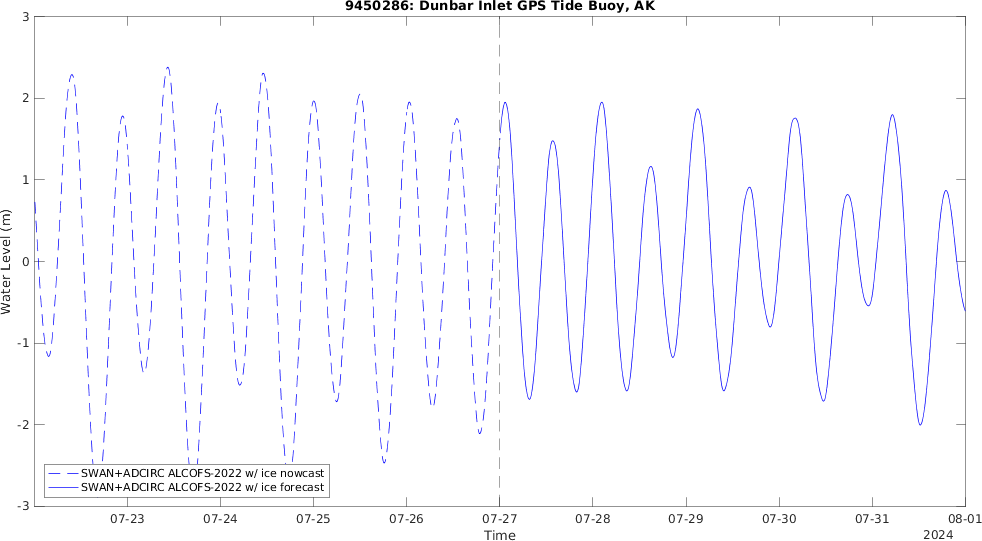 9450286: Dunbar Inlet GPS Tide Buoy, AK
3
2
1
0
-1
-2
-3
Water Level (m)
SWAN+ADCIRC ALCOFS-2022 w/ ice nowcast
SWAN+ADCIRC ALCOFS-2022 w/ ice forecast
07-23 07-24 07-25 07-26 07-27 07-28 07-29 07-30 07-31 08-01
Time
2024